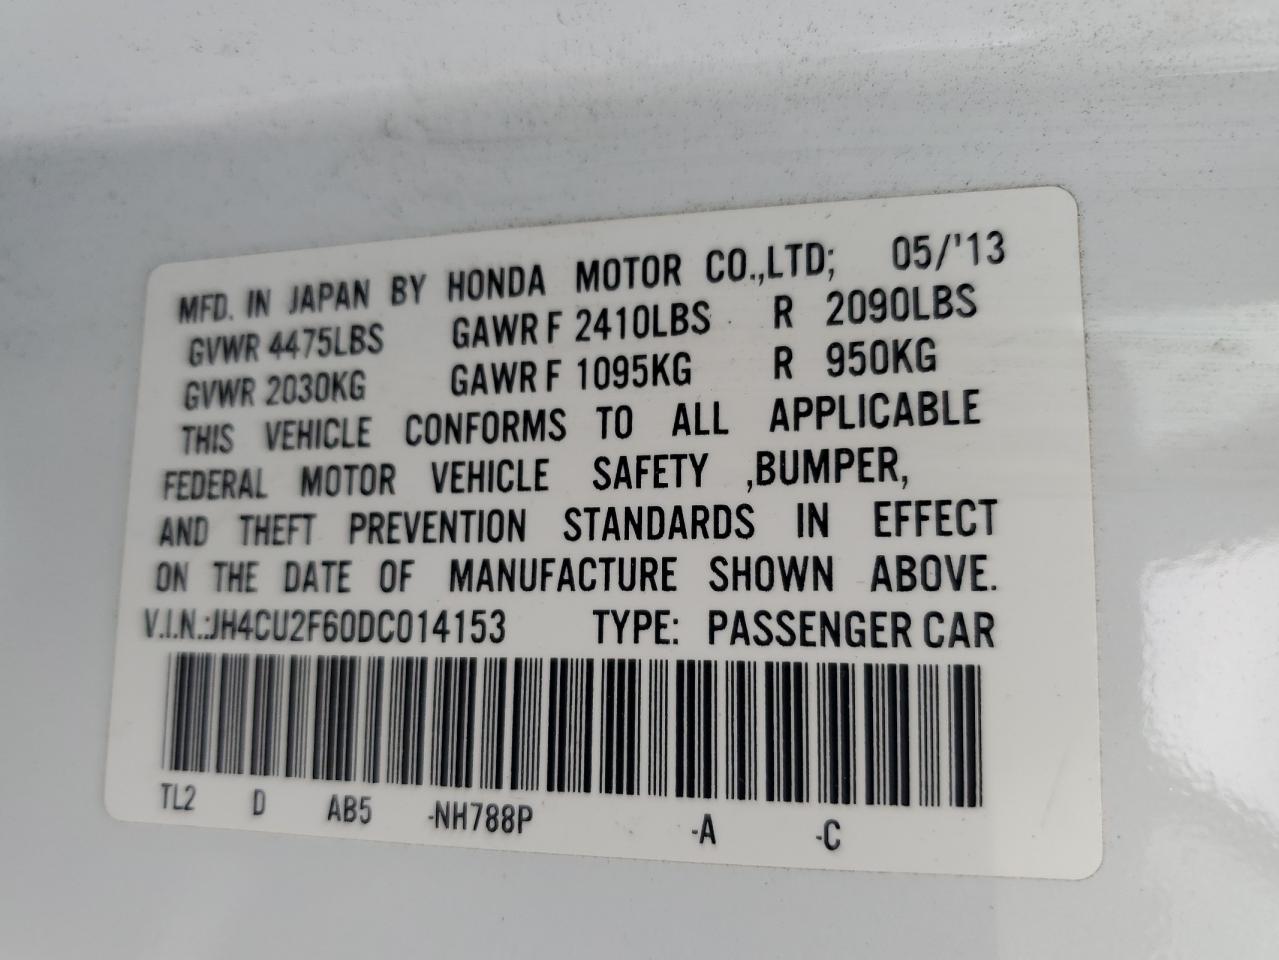 MFD. IN JAPAN BY HONDA MOTOR CO.,LTD; 05/'13
GVWR 4475LBS GAWR F 2410LBS R 2090LBS
GVWR 2030KG GAWR F 1095KG R 950KG
THIS VEHICLE CONFORMS TO ALL APPLICABLE
FEDERAL MOTOR VEHICLE SAFETY ,BUMPER,
AND THEFT PREVENTION STANDARDS IN EFFECT
ON THE DATE OF MANUFACTURE SHOWN ABOVE.
V.I.N.:JH4CU2F60DC014153 TYPE: PASSENGER CAR
TL2 D AB5 -NH788P -A -C